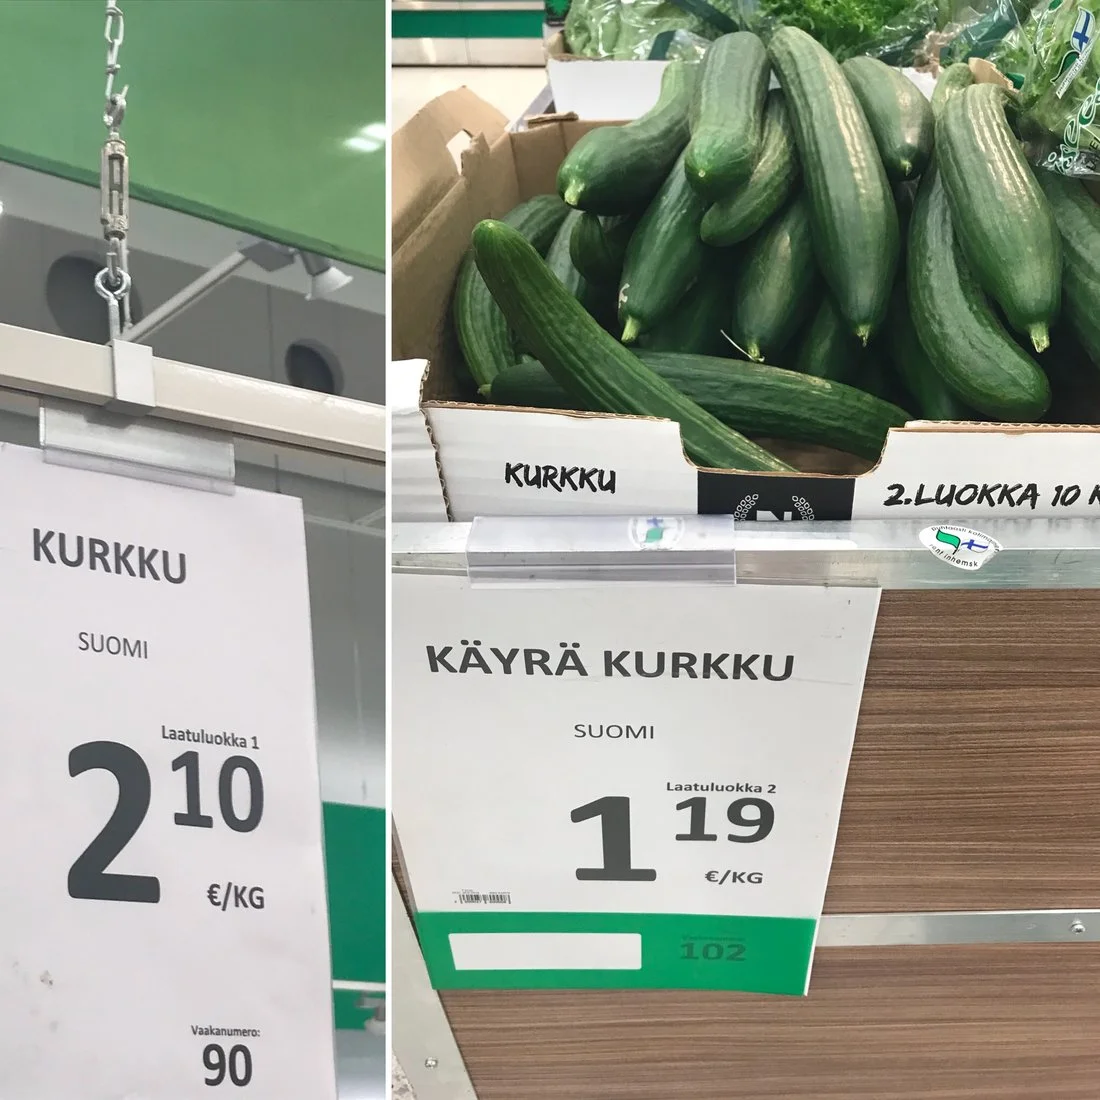 KURKKU
SUOMI
Laatuluokka 1
2 10
€/KG
Vaakanumero:
90
KURKKU
2.LUOKKA 10 K
KÄYRÄ KURKKU
SUOMI
Laatuluokka 2
1 19
€/KG
102